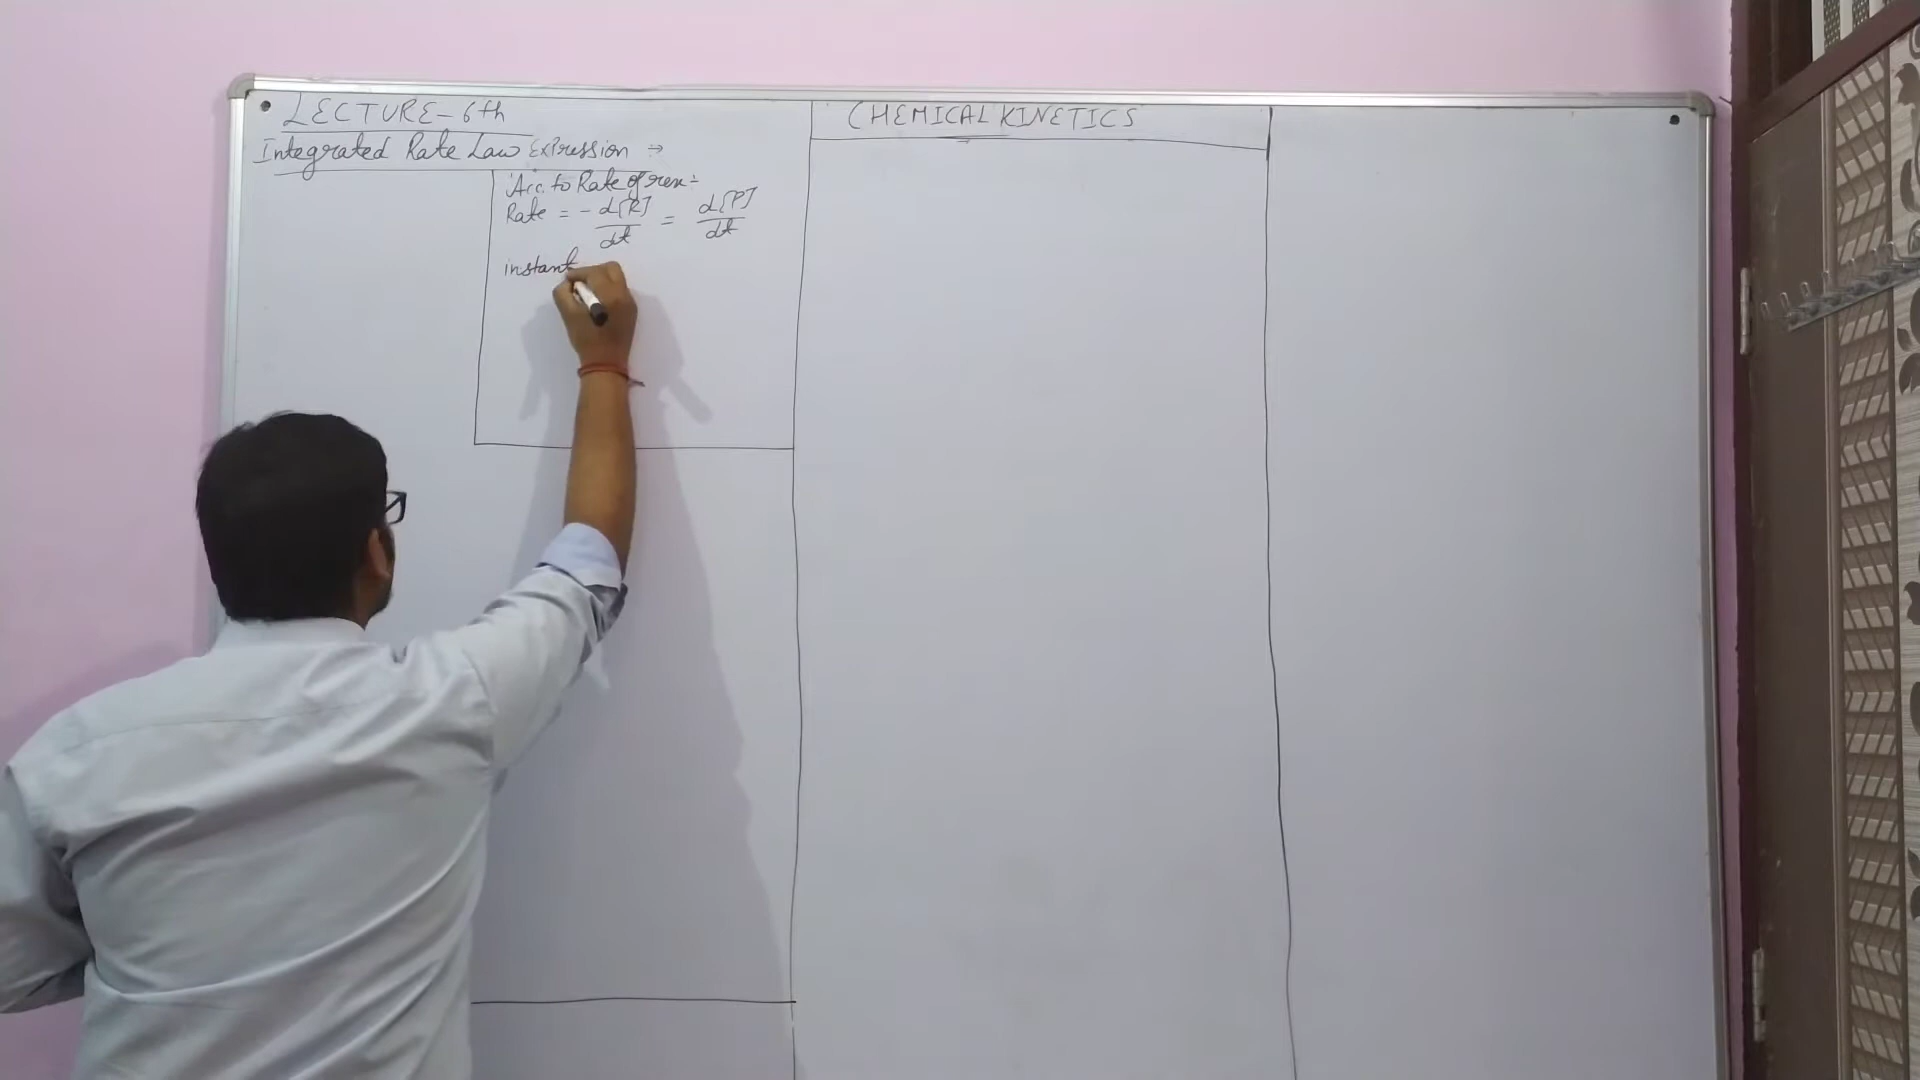 LECTURE-6th
CHEMICAL KINETICS
Integrated Rate Law Expression →
Acc. to Rate of rexn :-
Rate = - d[R]/dt = d[P]/dt
instant